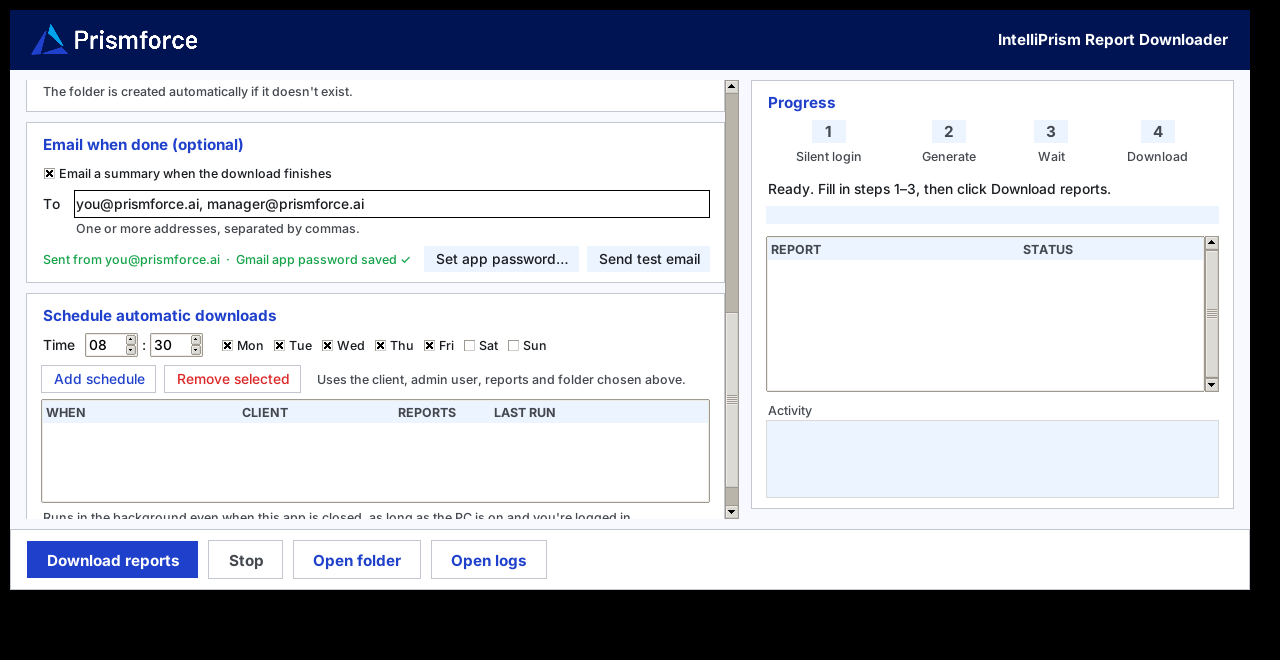 Prismforce
IntelliPrism Report Downloader
The folder is created automatically if it doesn't exist.
Email when done (optional)
Email a summary when the download finishes
To you@prismforce.ai, manager@prismforce.ai
One or more addresses, separated by commas.
Sent from you@prismforce.ai · Gmail app password saved ✓ Set app password... Send test email
Schedule automatic downloads
Time 08 : 30 Mon Tue Wed Thu Fri Sat Sun
Add schedule Remove selected Uses the client, admin user, reports and folder chosen above.
WHEN CLIENT REPORTS LAST RUN
Runs in the background even when this app is closed, as long as the PC is on and you're logged in
Progress
1 2 3 4
Silent login Generate Wait Download
Ready. Fill in steps 1–3, then click Download reports.
REPORT STATUS
Activity
Download reports Stop Open folder Open logs